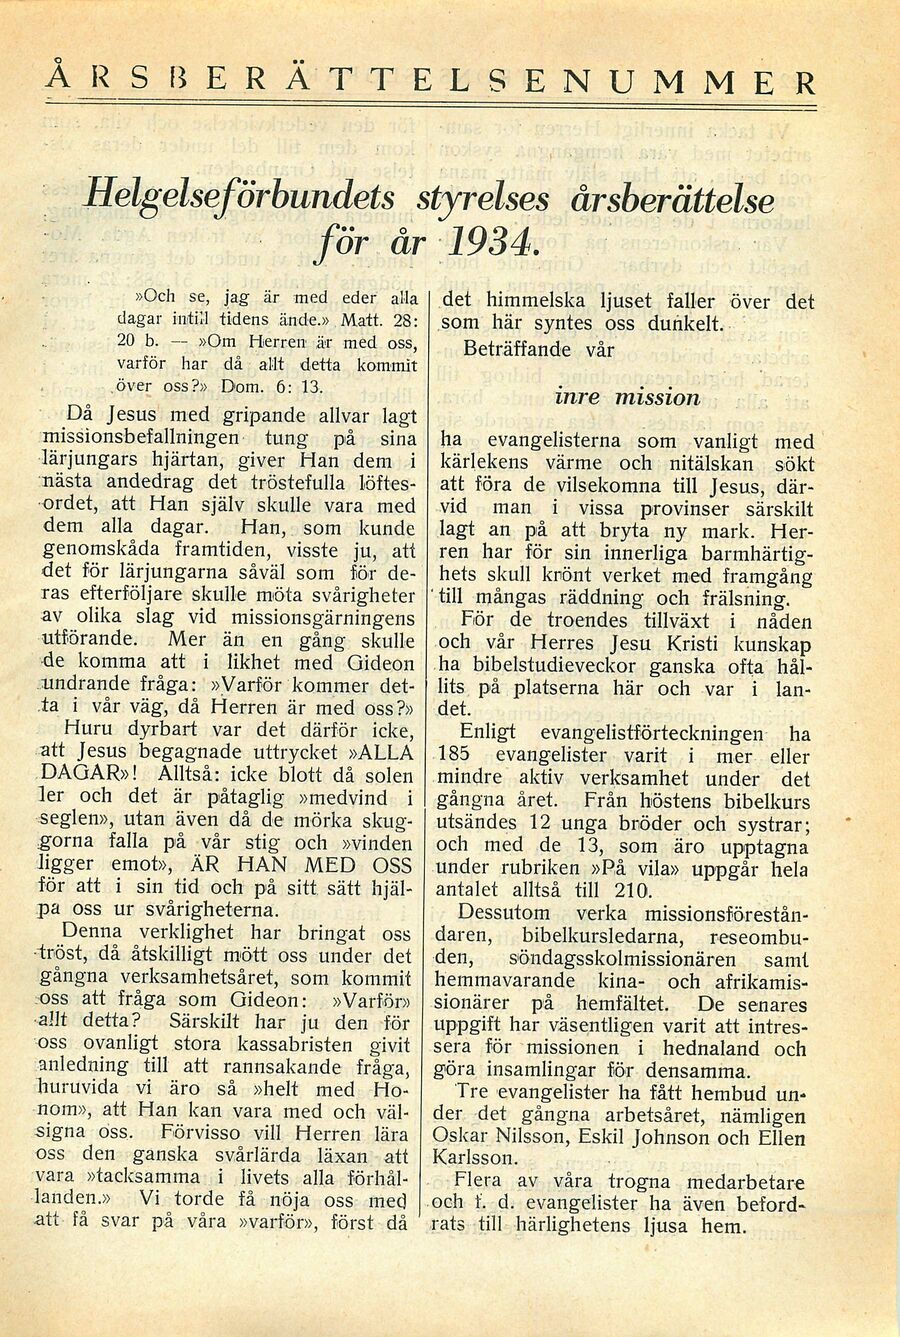 ÅRSBERÄTTELSENUMMER
Helgelseförbundets styrelses årsberättelse
för år 1934.
»Och se, jag är med eder alla
dagar intill tidens ände.» Matt. 28:
20 b. — »Om Herren är med oss,
varför har då allt detta kommit
över oss?» Dom. 6: 13.
Då Jesus med gripande allvar lagt
missionsbefallningen tung på sina
lärjungars hjärtan, giver Han dem i
nästa andedrag det tröstefulla löftes-
ordet, att Han själv skulle vara med
dem alla dagar. Han, som kunde
genomskåda framtiden, visste ju, att
det för lärjungarna såväl som för de-
ras efterföljare skulle möta svårigheter
av olika slag vid missionsgärningens
utförande. Mer än en gång skulle
de komma att i likhet med Gideon
undrande fråga: »Varför kommer det-
ta i vår väg, då Herren är med oss?»
Huru dyrbart var det därför icke,
att Jesus begagnade uttrycket »ALLA
DAGAR»! Alltså: icke blott då solen
ler och det är påtaglig »medvind i
seglen», utan även då de mörka skug-
gorna falla på vår stig och »vinden
ligger emot», ÄR HAN MED OSS
för att i sin tid och på sitt sätt hjäl-
pa oss ur svårigheterna.
Denna verklighet har bringat oss
tröst, då åtskilligt mött oss under det
gångna verksamhetsåret, som kommit
oss att fråga som Gideon: »Varför»
allt detta? Särskilt har ju den för
oss ovanligt stora kassabristen givit
anledning till att rannsakande fråga,
huruvida vi äro så »helt med Ho-
nom», att Han kan vara med och väl-
signa oss. Förvisso vill Herren lära
oss den ganska svårlärda läxan att
vara »tacksamma i livets alla förhål-
landen.» Vi torde få nöja oss med
att få svar på våra »varför», först då
det himmelska ljuset faller över det
som här syntes oss dunkelt.
Beträffande vår
inre mission
ha evangelisterna som vanligt med
kärlekens värme och nitälskan sökt
att föra de vilsekomna till Jesus, där-
vid man i vissa provinser särskilt
lagt an på att bryta ny mark. Her-
ren har för sin innerliga barmhärtig-
hets skull krönt verket med framgång
till mångas räddning och frälsning.
För de troendes tillväxt i nåden
och vår Herres Jesu Kristi kunskap
ha bibelstudieveckor ganska ofta hål-
lits på platserna här och var i lan-
det.
Enligt evangelistförteckningen ha
185 evangelister varit i mer eller
mindre aktiv verksamhet under det
gångna året. Från höstens bibelkurs
utsändes 12 unga bröder och systrar;
och med de 13, som äro upptagna
under rubriken »På vila» uppgår hela
antalet alltså till 210.
Dessutom verka missionsförestån-
daren, bibelkursledarna, reseombu-
den, söndagsskolmissionären samt
hemmavarande kina- och afrikamis-
sionärer på hemfältet. De senares
uppgift har väsentligen varit att intres-
sera för missionen i hednaland och
göra insamlingar för densamma.
Tre evangelister ha fått hembud un-
der det gångna arbetsåret, nämligen
Oskar Nilsson, Eskil Johnson och Ellen
Karlsson.
Flera av våra trogna medarbetare
och f. d. evangelister ha även beford-
rats till härlighetens ljusa hem.